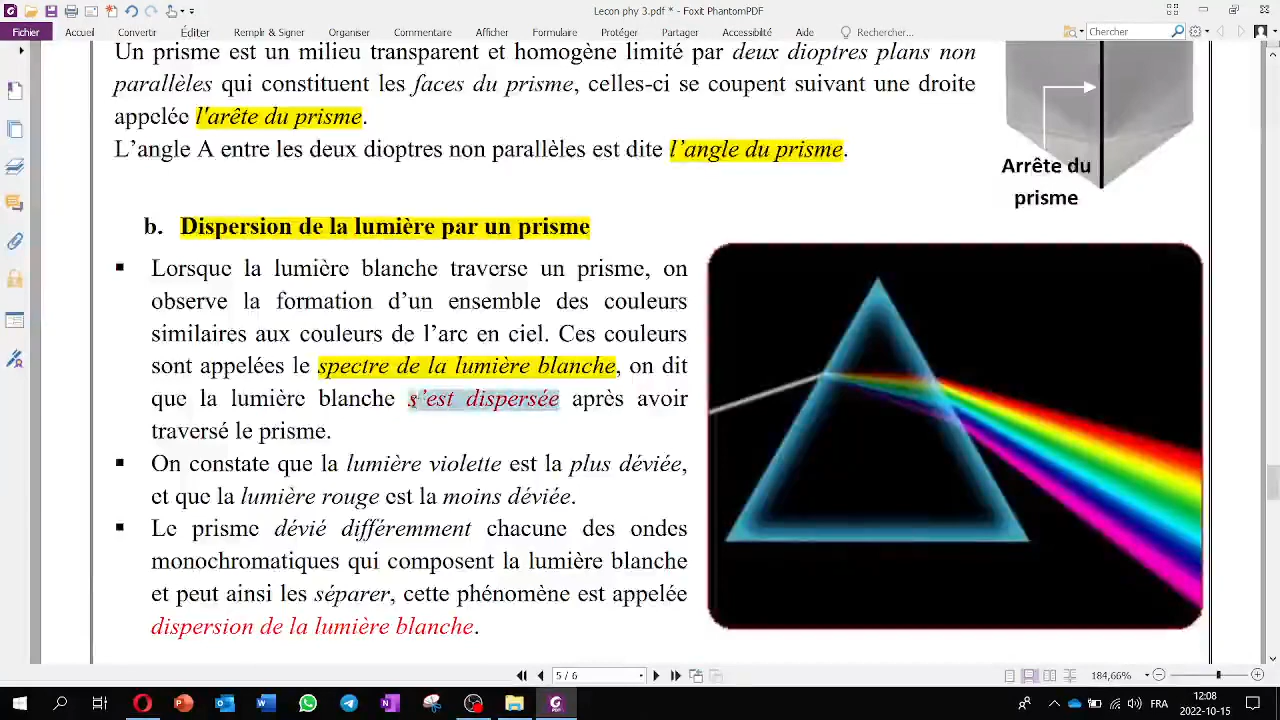 Lecon phy 3.pdf * - Foxit PhantomPDF
Fichier Convertir Éditer Rempl​ir & Signer Organiser Commentaire Afficher Forumulaire Protéger Partager Accessibilité Aide Rechercher... Chercher
Un prisme est un milieu transparent et homogène limité par deux dioptres plans non
parallèles qui constituent les faces du prisme, celles-ci se coupent suivant une droite
appelée l'arête du prisme.
L'angle A entre les deux dioptres non parallèles est dite l'angle du prisme.
Arrête du
prisme
b. Dispersion de la lumière par un prisme
▪ Lorsque la lumière blanche traverse un prisme, on
observe la formation d'un ensemble des couleurs
similaires aux couleurs de l'arc en ciel. Ces couleurs
sont appelées le spectre de la lumière blanche, on dit
que la lumière blanche s'est dispersée après avoir
traversé le prisme.
▪ On constate que la lumière violette est la plus déviée,
et que la lumière rouge est la moins déviée.
▪ Le prisme dévié différemment chacune des ondes
monochromatiques qui composent la lumière blanche
et peut ainsi les séparer, cette phénomène est appelée
dispersion de la lumière blanche.
5 / 6
184,66%
FRA
12:08
2022-10-15